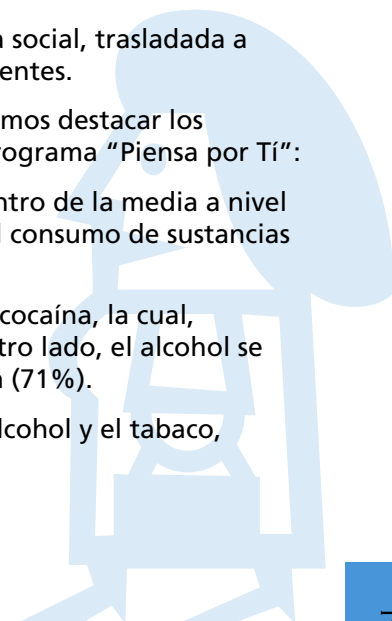 social, trasladada a
entes.
mos destacar los
rograma “Piensa por Tí”:
ntro de la media a nivel
l consumo de sustancias
cocaína, la cual,
tro lado, el alcohol se
(71%).
lcohol y el tabaco,